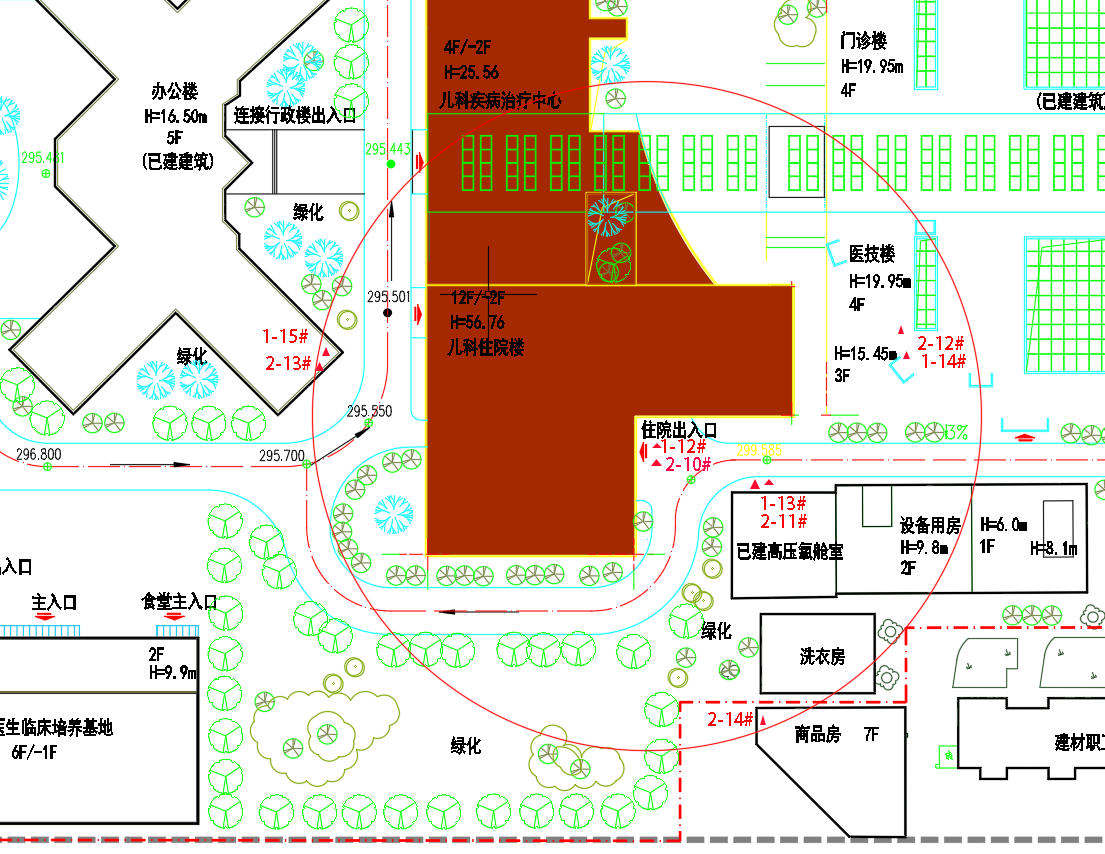 4F/-2F
H=25.56
儿科疾病治疗中心
门诊楼
H=19.95m
4F
(已建建筑
办公楼
H=16.50m
5F
(已建建筑)
连接行政楼出入口
295.443
绿化
医技楼
H=19.95m
4F
295.501
12F/-2F
H=56.76
儿科住院楼
1-15#
2-13#
绿化
2-12#
1-14#
H=15.45m
3F
295.550
住院出入口
1-12#
2-10#
3%
296.800
295.700
299.585
1-13#
2-11#
已建高压氧舱室
设备用房
H=9.8m
2F
H=6.0m
1F
H=3.1m
入口
主入口
食堂主入口
绿化
2F
H=9.9m
洗衣房
生临床培养基地
6F/-1F
2-14#
商品房 7F
绿化
建材职